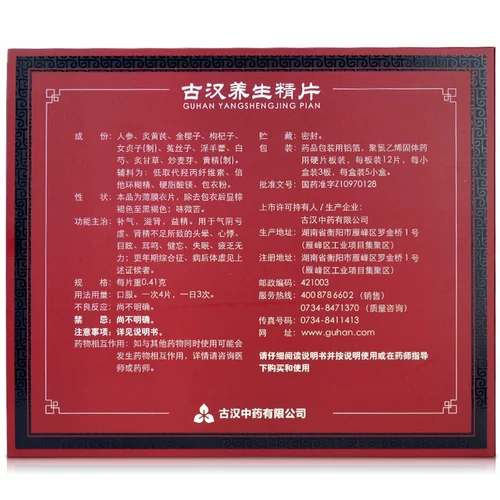 古汉养生精片
GUHAN YANGSHENGJING PIAN
成 份：人参、炙黄芪、金樱子、枸杞子、
女贞子(制)、菟丝子、淫羊藿、白
芍、炙甘草、炒麦芽、黄精(制)。
辅料为：低取代羟丙纤维素、倍
他环糊精、硬脂酸镁、包衣粉。
性 状：本品为薄膜衣片，除去包衣后显棕
褐色至黑褐色；味微苦。
功能主治：补气，滋肾，益精。用于气阴亏
虚、肾精不足所致的头晕、心悸、
目眩、耳鸣、健忘、失眠、疲乏无
力；更年期综合征、病后体虚见上
述证候者。
规 格：每片重0.41克
用法用量：口服。一次4片，一日3次。
不良反应：尚不明确。
禁 忌：尚不明确。
注意事项：详见说明书。
药物相互作用：如与其他药物同时使用可能会
发生药物相互作用，详情请咨询医
师或药师。
贮 藏：密封。
包 装：药品包装用铝箔，聚氯乙烯固体药
用硬片板装，每板装12片，每小
盒装3板，每盒装5小盒。
批准文号：国药准字Z10970128
上市许可持有人 / 生产企业：
古汉中药有限公司
生产地址：湖南省衡阳市雁峰区罗金桥1号
（雁峰区工业项目集聚区）
注册地址：湖南省衡阳市雁峰区罗金桥1号
（雁峰区工业项目集聚区）
邮政编码：421003
服务热线：400 878 6602（销售）
0734-8471370（质量咨询）
传真号码：0734-8411413
网 址：www.guhan.com
请仔细阅读说明书并按说明使用或在药师指导
下购买和使用
古汉中药有限公司